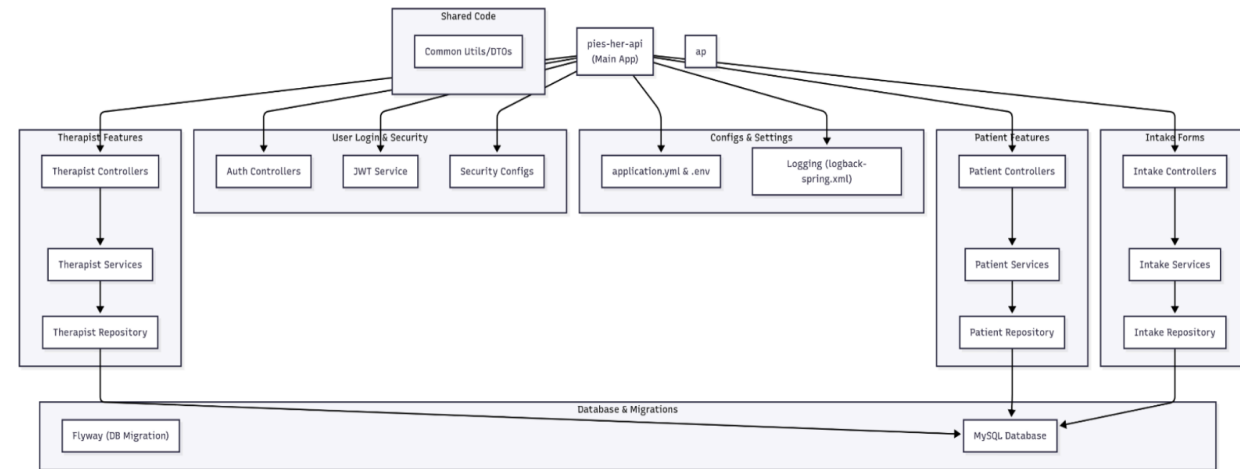 Shared Code
Common Utils/DTOs
pies-her-api
(Main App)
ap
Therapist Features
Therapist Controllers
Therapist Services
Therapist Repository
User Login & Security
Auth Controllers
JWT Service
Security Configs
Configs & Settings
application.yml & .env
Logging (logback-
spring.xml)
Patient Features
Patient Controllers
Patient Services
Patient Repository
Intake Forms
Intake Controllers
Intake Services
Intake Repository
Database & Migrations
Flyway (DB Migration)
MySQL Database